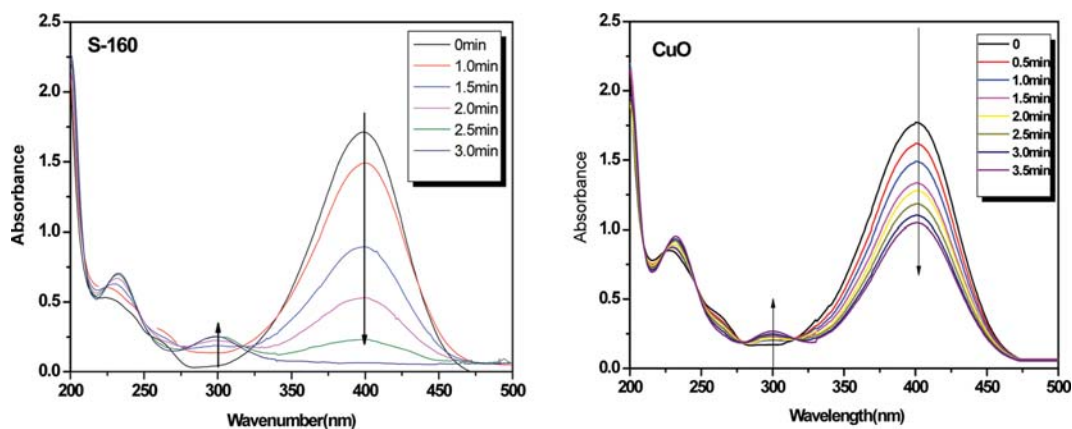 S-160
0min
1.0min
1.5min
2.0min
2.5min
3.0min
Absorbance
2.5
2.0
1.5
1.0
0.5
0.0
200 250 300 350 400 450 500
Wavenumber(nm)
CuO
0
0.5min
1.0min
1.5min
2.0min
2.5min
3.0min
3.5min
Absorbance
2.5
2.0
1.5
1.0
0.5
0.0
200 250 300 350 400 450 500
Wavelength(nm)